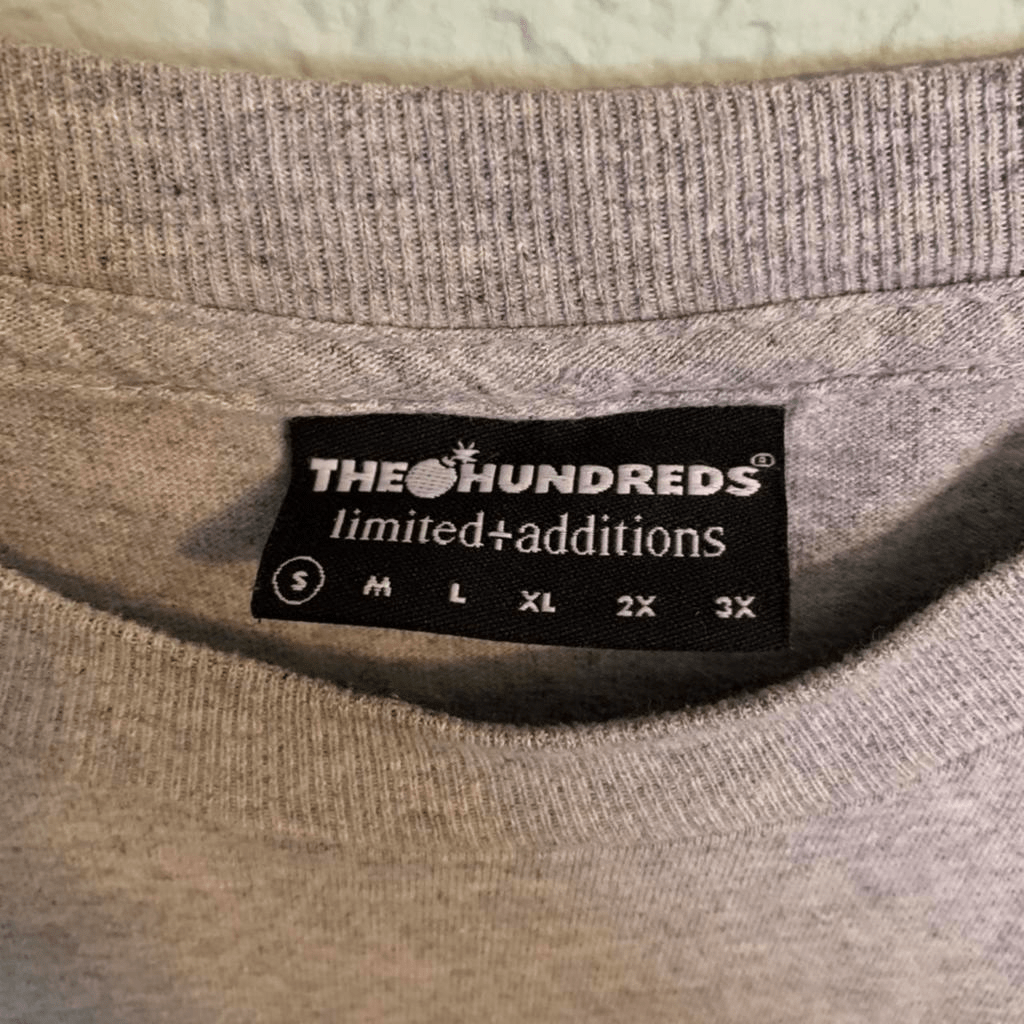 THE HUNDREDS®
limited+additions
S M L XL 2X 3X